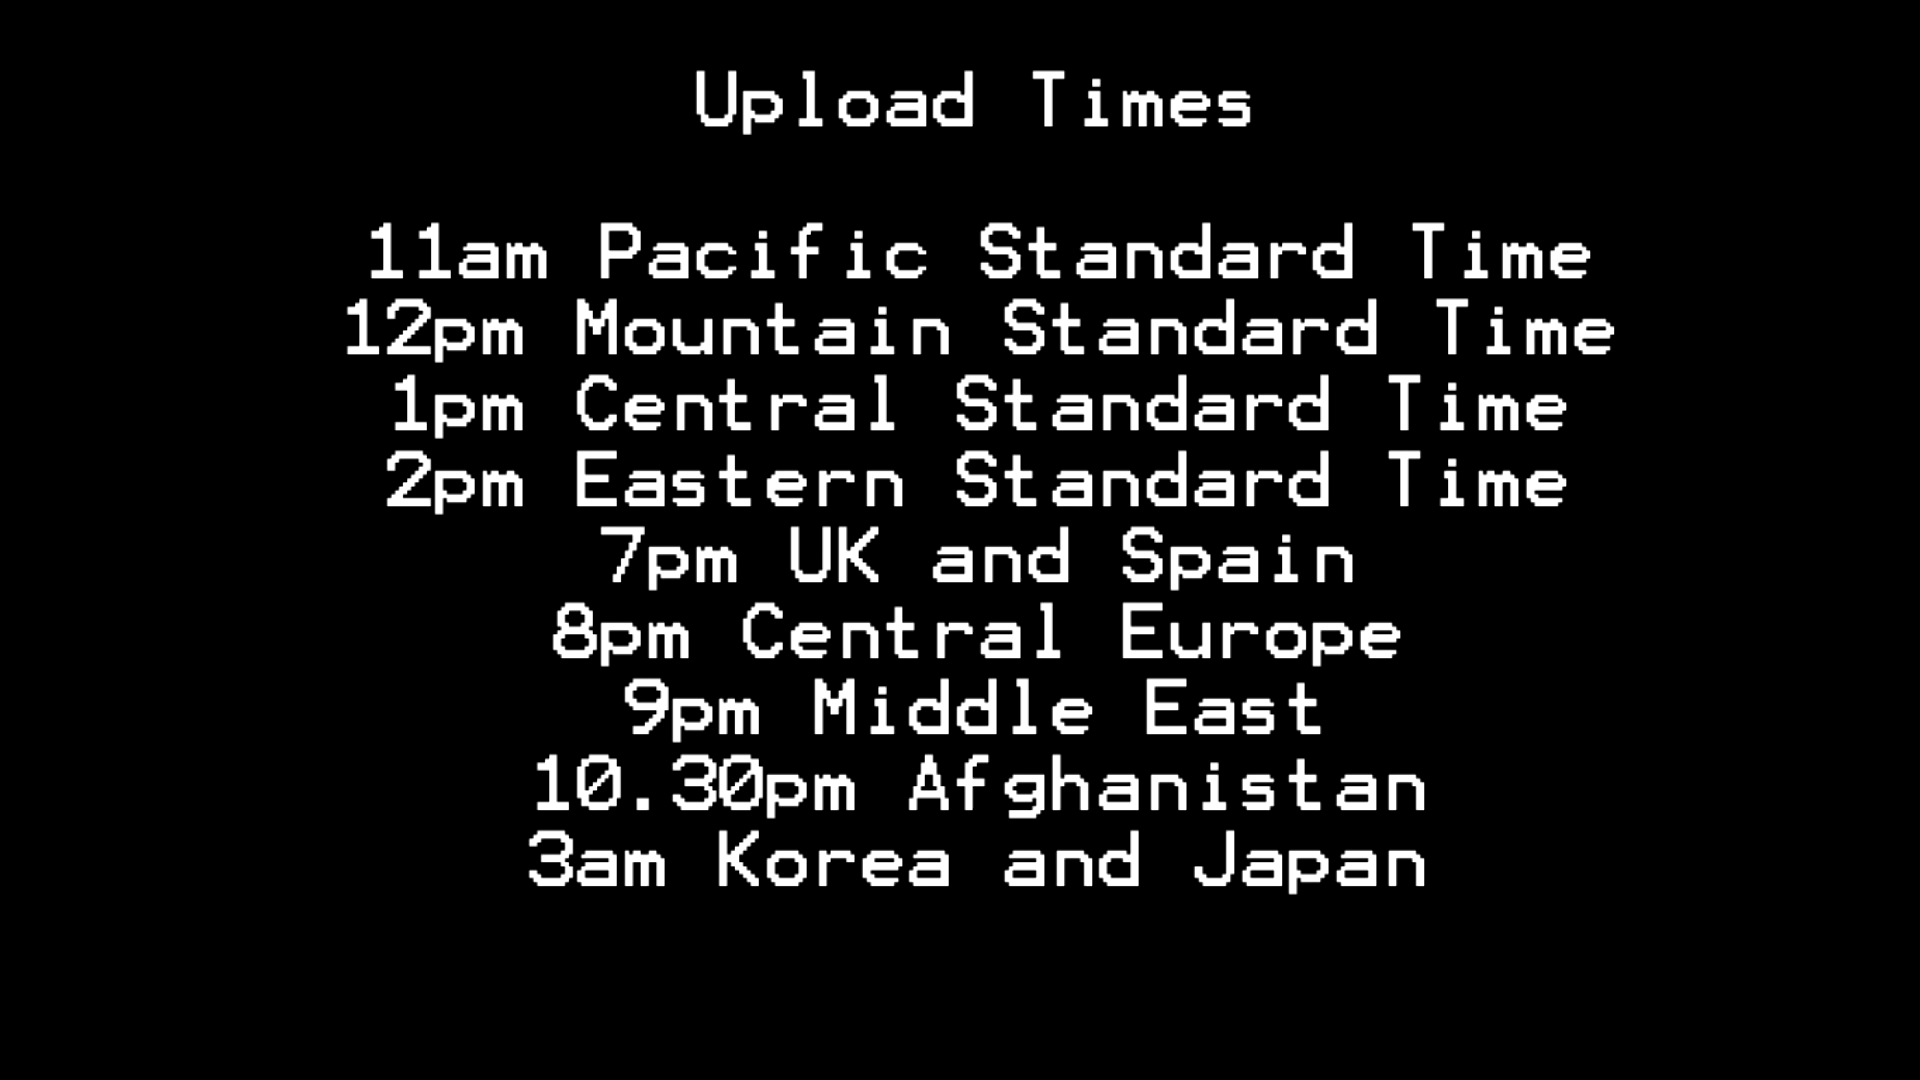 Upload Times
11am Pacific Standard Time
12pm Mountain Standard Time
1pm Central Standard Time
2pm Eastern Standard Time
7pm UK and Spain
8pm Central Europe
9pm Middle East
10.30pm Afghanistan
3am Korea and Japan